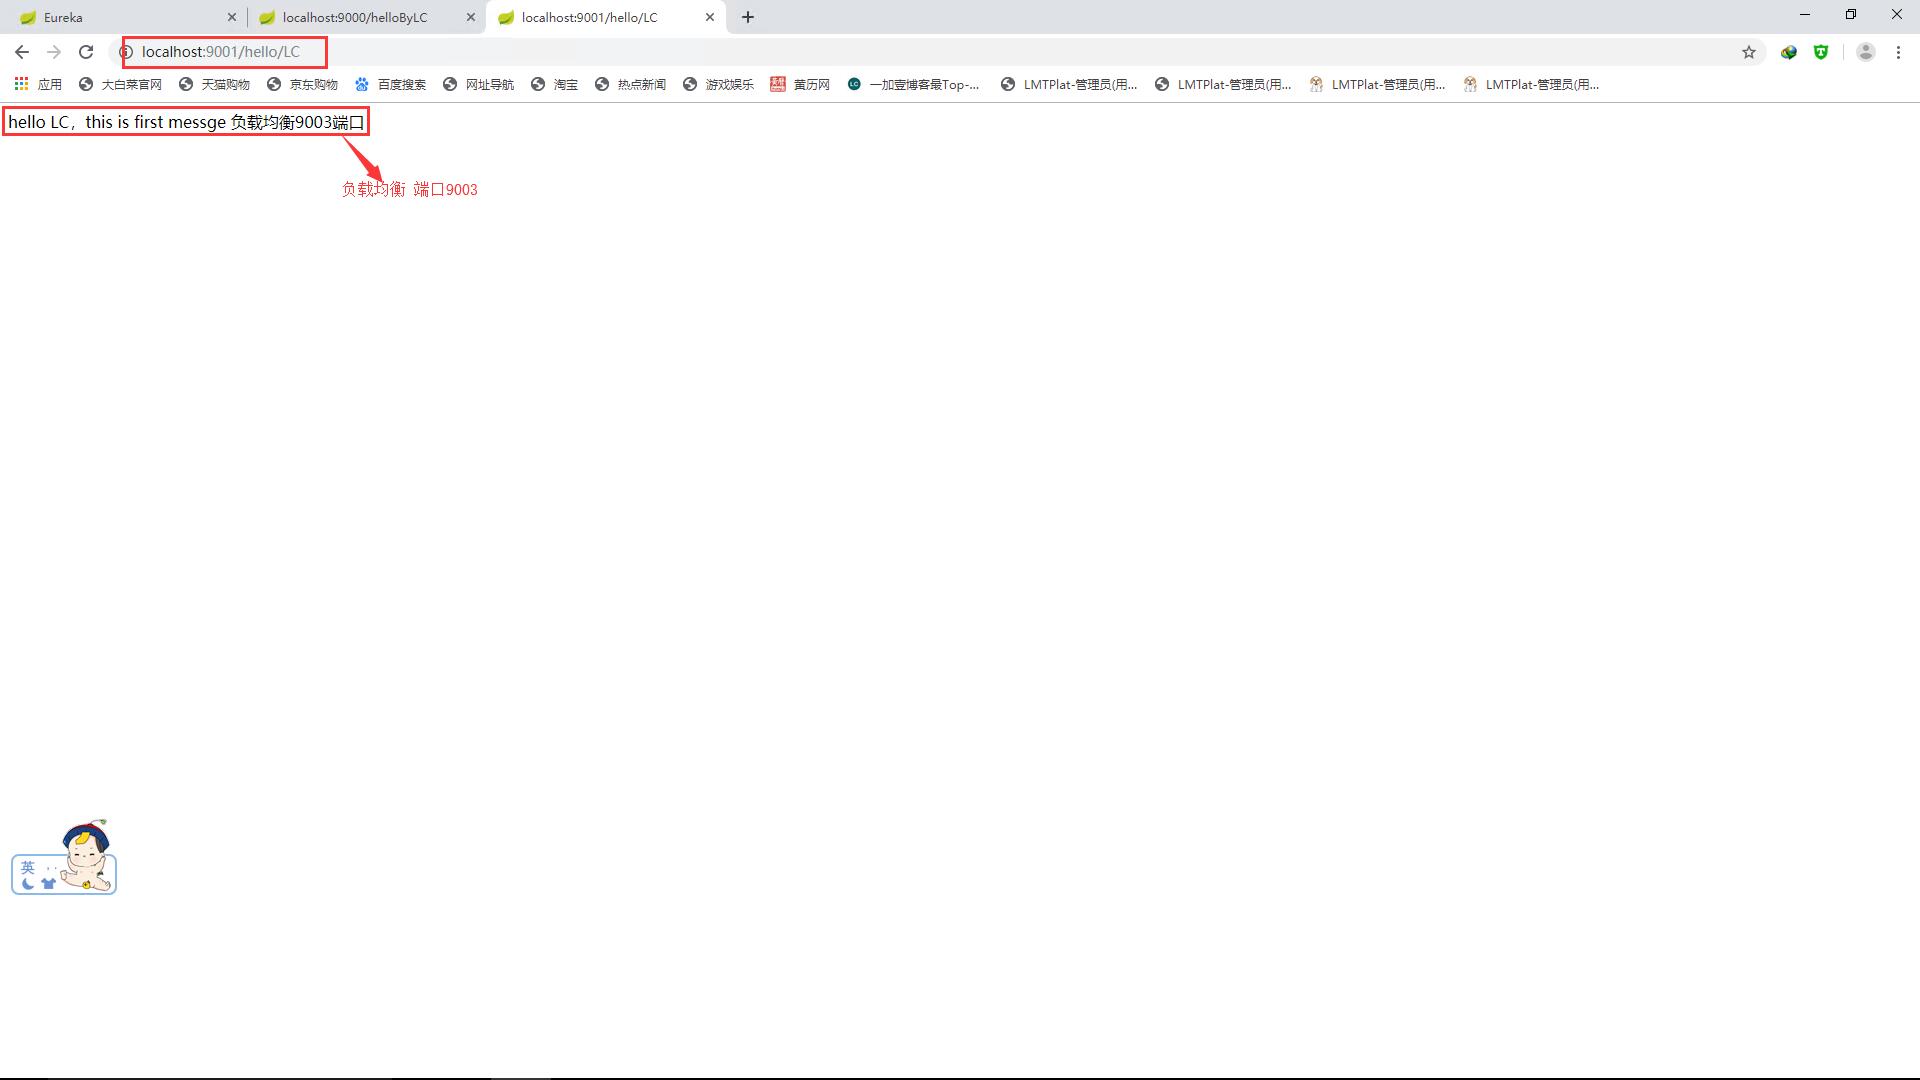 Eureka
localhost:9000/helloByLC
localhost:9001/hello/LC
localhost:9001/hello/LC
应用 大白菜官网 天猫购物 京东购物 百度搜索 网址导航 淘宝 热点新闻 游戏娱乐 黄历网 一加壹博客最Top-... LMTPlat-管理员(用... LMTPlat-管理员(用... LMTPlat-管理员(用... LMTPlat-管理员(用...
hello LC，this is first messge 负载均衡9003端口
负载均衡 端口9003
英